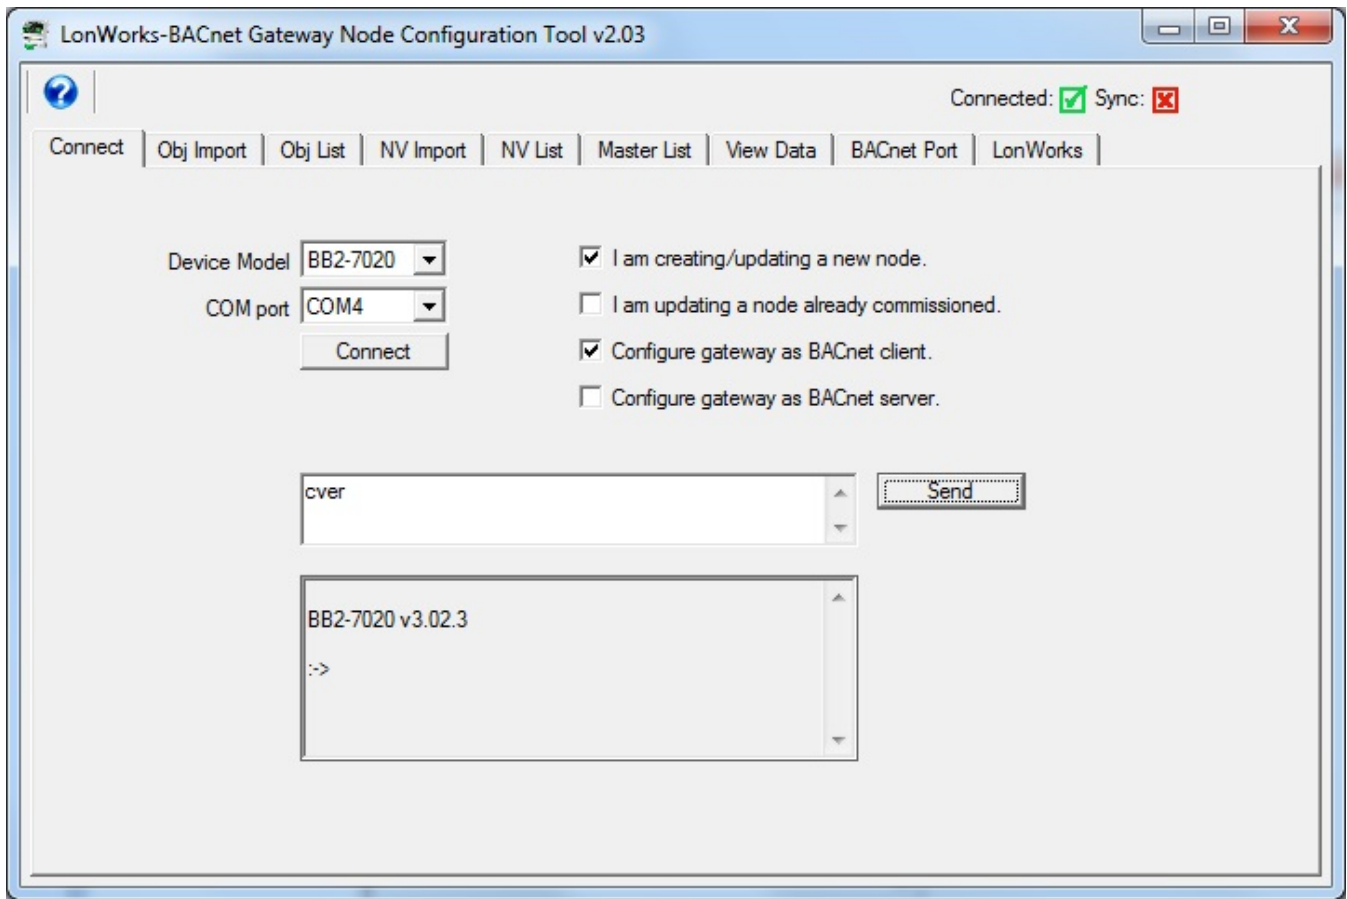 LonWorks-BACnet Gateway Node Configuration Tool v2.03
Connected: Sync:
Connect Obj Import Obj List NV Import NV List Master List View Data BACnet Port LonWorks
Device Model BB2-7020 I am creating/updating a new node.
COM port COM4 I am updating a node already commissioned.
Connect Configure gateway as BACnet client.
Configure gateway as BACnet server.
cver Send
BB2-7020 v3.02.3
:->